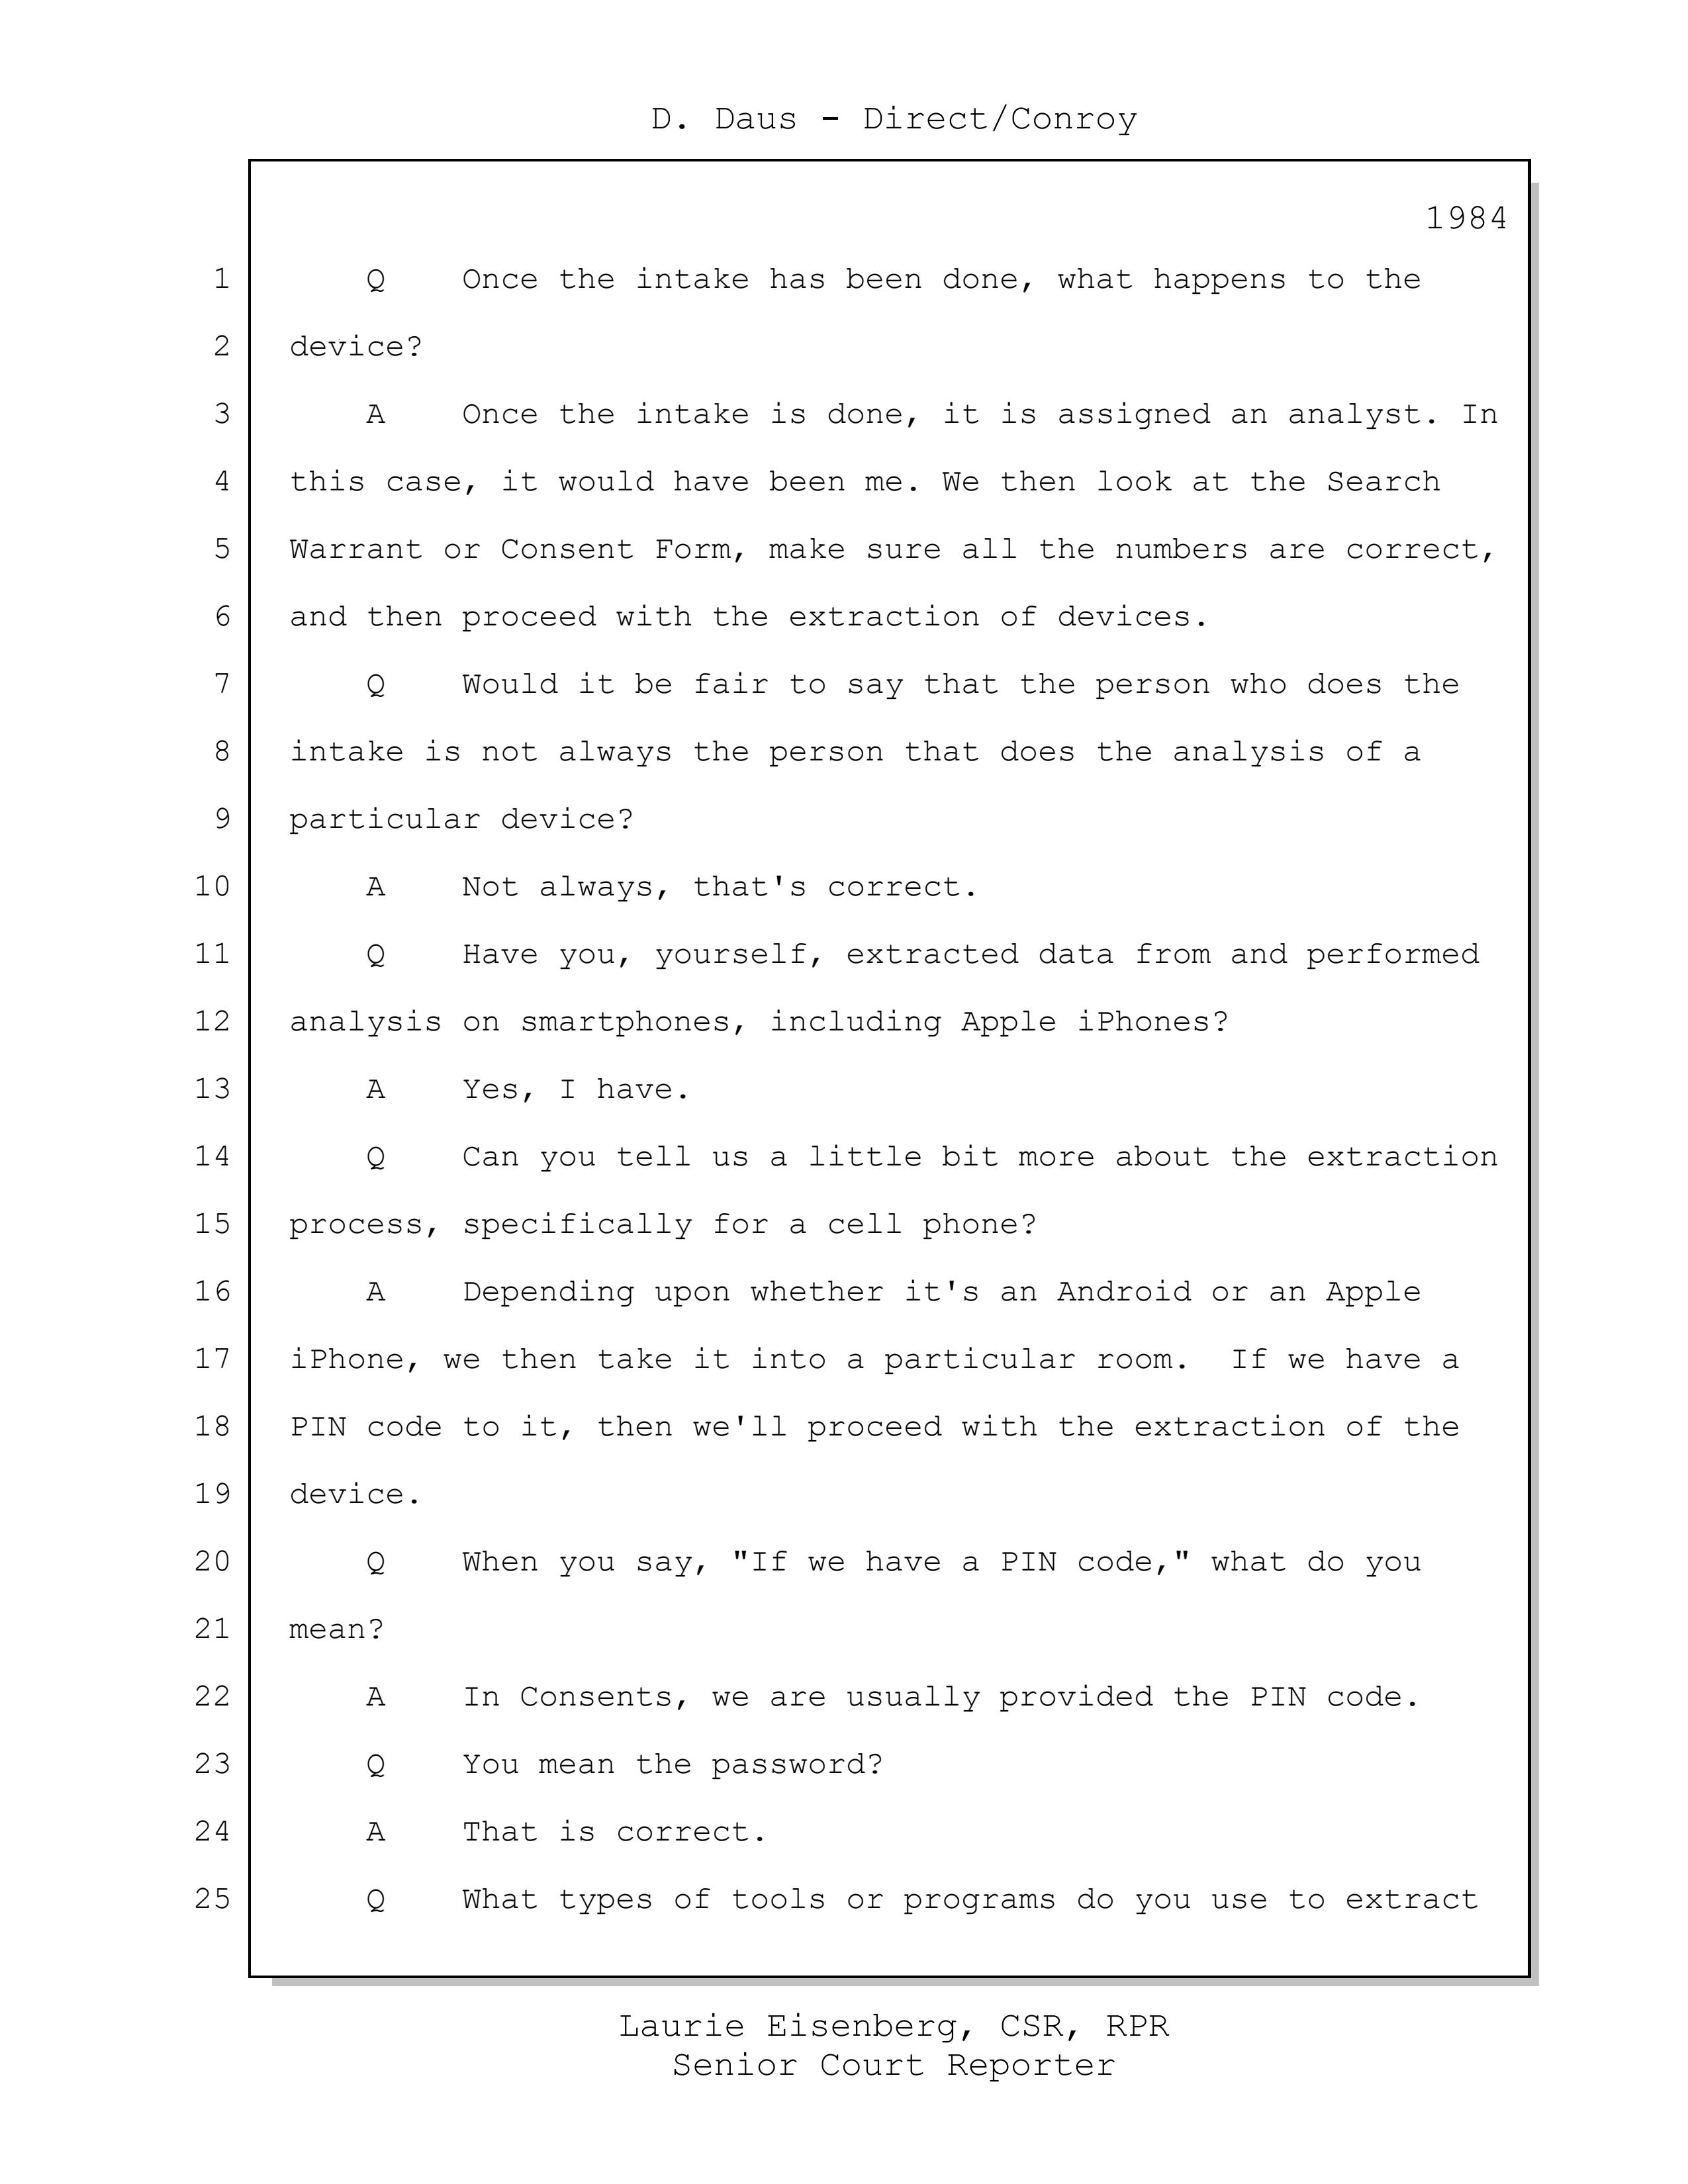 D. Daus - Direct/Conroy
1984
1 Q Once the intake has been done, what happens to the
2 device?
3 A Once the intake is done, it is assigned an analyst. In
4 this case, it would have been me. We then look at the Search
5 Warrant or Consent Form, make sure all the numbers are correct,
6 and then proceed with the extraction of devices.
7 Q Would it be fair to say that the person who does the
8 intake is not always the person that does the analysis of a
9 particular device?
10 A Not always, that's correct.
11 Q Have you, yourself, extracted data from and performed
12 analysis on smartphones, including Apple iPhones?
13 A Yes, I have.
14 Q Can you tell us a little bit more about the extraction
15 process, specifically for a cell phone?
16 A Depending upon whether it's an Android or an Apple
17 iPhone, we then take it into a particular room.  If we have a
18 PIN code to it, then we'll proceed with the extraction of the
19 device.
20 Q When you say, "If we have a PIN code," what do you
21 mean?
22 A In Consents, we are usually provided the PIN code.
23 Q You mean the password?
24 A That is correct.
25 Q What types of tools or programs do you use to extract
Laurie Eisenberg, CSR, RPR
Senior Court Reporter